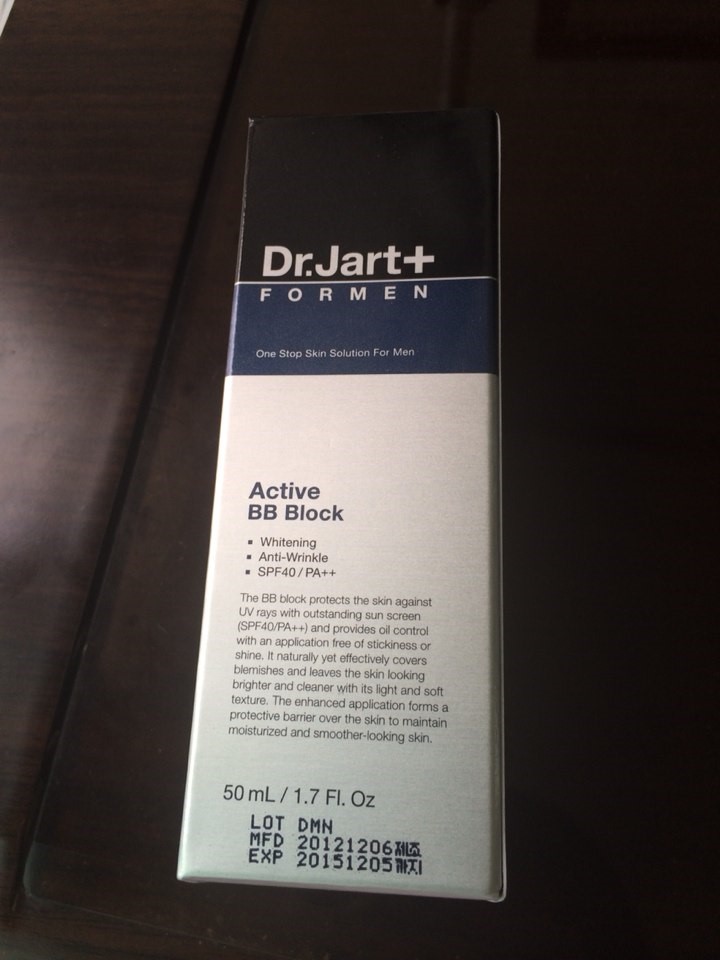 Dr.Jart+
FORMEN
One Stop Skin Solution For Men
Active
BB Block
▪ Whitening
▪ Anti-Wrinkle
▪ SPF40 / PA++
The BB block protects the skin against
UV rays with outstanding sun screen
(SPF40/PA++) and provides oil control
with an application free of stickiness or
shine. It naturally yet effectively covers
blemishes and leaves the skin looking
brighter and cleaner with its light and soft
texture. The enhanced application forms a
protective barrier over the skin to maintain
moisturized and smoother-looking skin.
50 mL / 1.7 Fl. Oz
LOT DMN
MFD 20121206제조
EXP 20151205까지